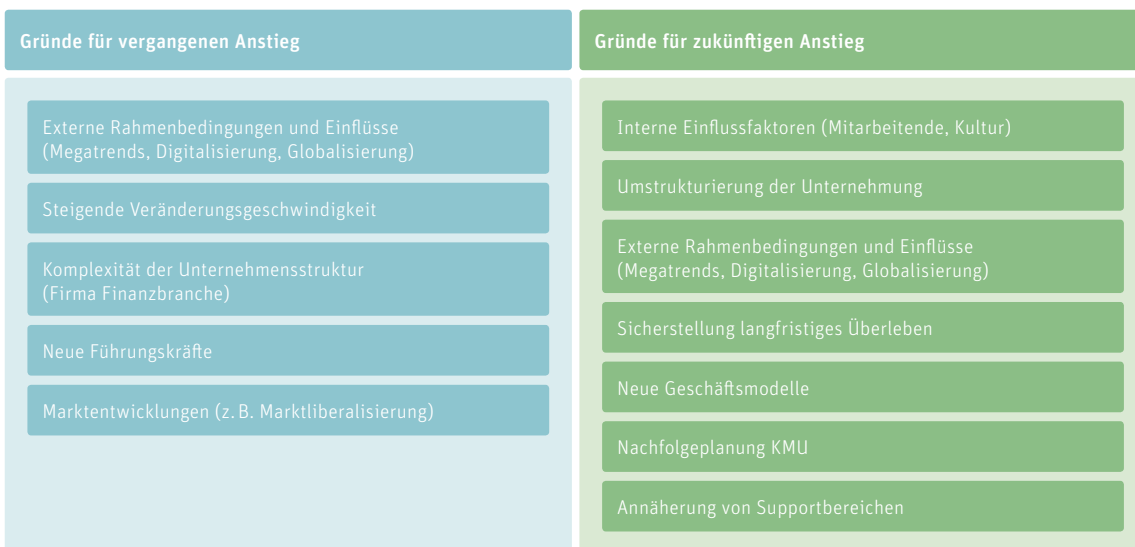 Gründe für vergangenen Anstieg
Externe Rahmenbedingungen und Einflüsse
(Megatrends, Digitalisierung, Globalisierung)
Steigende Veränderungsgeschwindigkeit
Komplexität der Unternehmensstruktur
(Firma Finanzbranche)
Neue Führungskräfte
Marktentwicklungen (z. B. Marktliberalisierung)
Gründe für zukünftigen Anstieg
Interne Einflussfaktoren (Mitarbeitende, Kultur)
Umstrukturierung der Unternehmung
Externe Rahmenbedingungen und Einflüsse
(Megatrends, Digitalisierung, Globalisierung)
Sicherstellung langfristiges Überleben
Neue Geschäftsmodelle
Nachfolgeplanung KMU
Annäherung von Supportbereichen